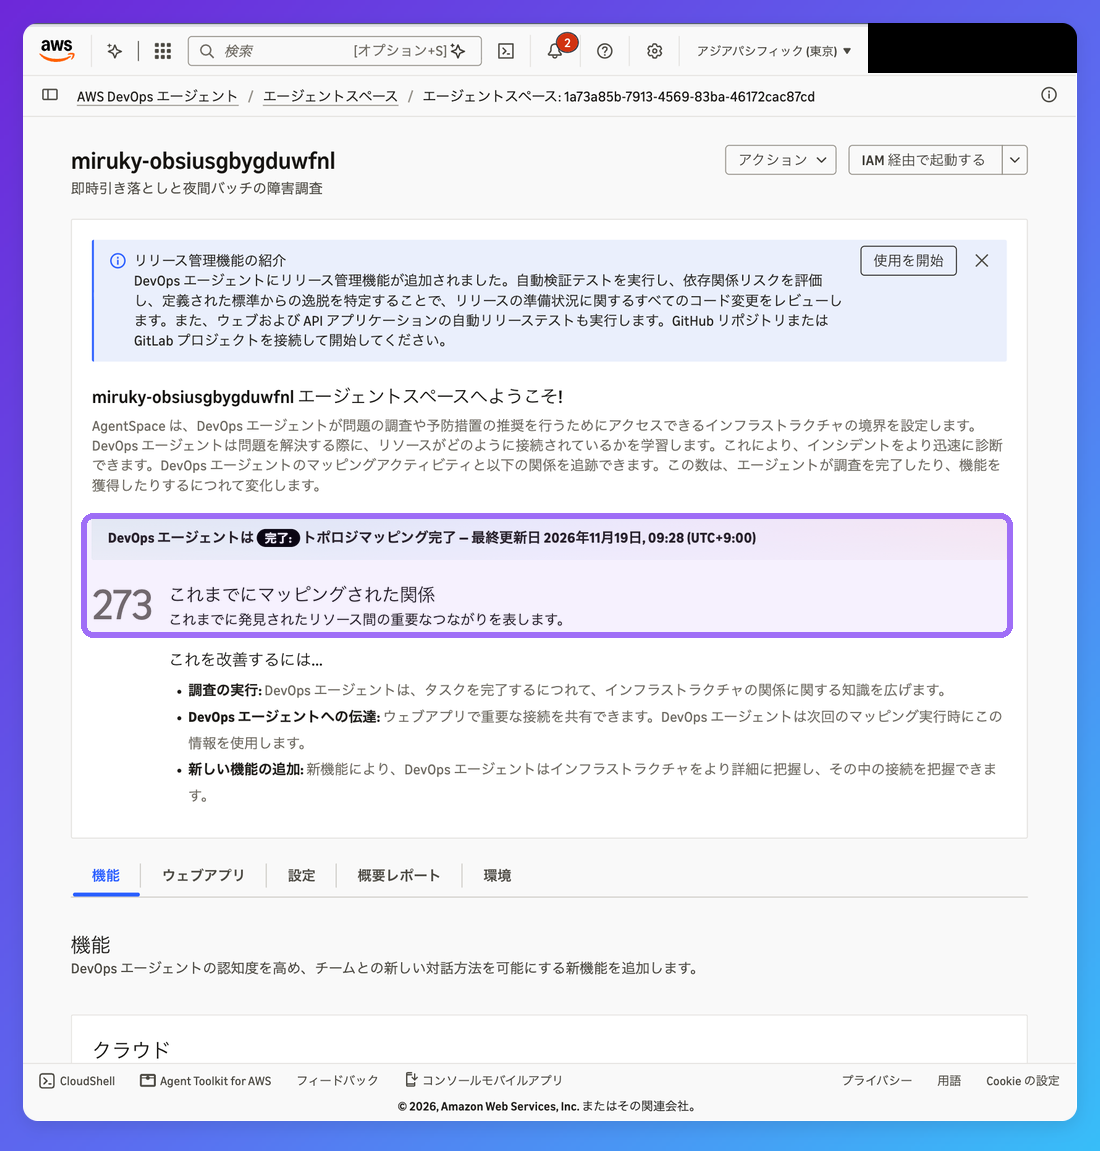 aws
検索 [オプション+S]
2
アジアパシフィック (東京) ▼
AWS DevOps エージェント / エージェントスペース / エージェントスペース: 1a73a85b-7913-4569-83ba-46172cac87cd
miruky-obsiusgbygduwfnl
アクション
IAM 経由で起動する
即時引き落としと夜間バッチの障害調査
リリース管理機能の紹介
DevOps エージェントにリリース管理機能が追加されました。自動検証テストを実行し、依存関係リスクを評価
し、定義された標準からの逸脱を特定することで、リリースの準備状況に関するすべてのコード変更をレビューし
ます。また、ウェブおよび API アプリケーションの自動リリーステストも実行します。GitHub リポジトリまたは
GitLab プロジェクトを接続して開始してください。
使用を開始
miruky-obsiusgbygduwfnl エージェントスペースへようこそ!
AgentSpace は、DevOps エージェントが問題の調査や予防措置の推奨を行うためにアクセスできるインフラストラクチャの境界を設定します。
DevOps エージェントは問題を解決する際に、リソースがどのように接続されているかを学習します。これにより、インシデントをより迅速に診断
できます。DevOps エージェントのマッピングアクティビティと以下の関係を追跡できます。この数は、エージェントが調査を完了したり、機能を
獲得したりするにつれて変化します。
DevOps エージェントは 完了: トポロジマッピング完了 – 最終更新日 2026年11月19日, 09:28 (UTC+9:00)
273
これまでにマッピングされた関係
これまでに発見されたリソース間の重要なつながりを表します。
これを改善するには...
• 調査の実行: DevOps エージェントは、タスクを完了するにつれて、インフラストラクチャの関係に関する知識を広げます。
• DevOps エージェントへの伝達: ウェブアプリで重要な接続を共有できます。DevOps エージェントは次回のマッピング実行時にこの
情報を使用します。
• 新しい機能の追加: 新機能により、DevOps エージェントはインフラストラクチャをより詳細に把握し、その中の接続を把握できま
す。
機能 ウェブアプリ 設定 概要レポート 環境
機能
DevOps エージェントの認知度を高め、チームとの新しい対話方法を可能にする新機能を追加します。
クラウド
CloudShell Agent Toolkit for AWS フィードバック コンソールモバイルアプリ プライバシー 用語 Cookie の設定
© 2026, Amazon Web Services, Inc. またはその関連会社。